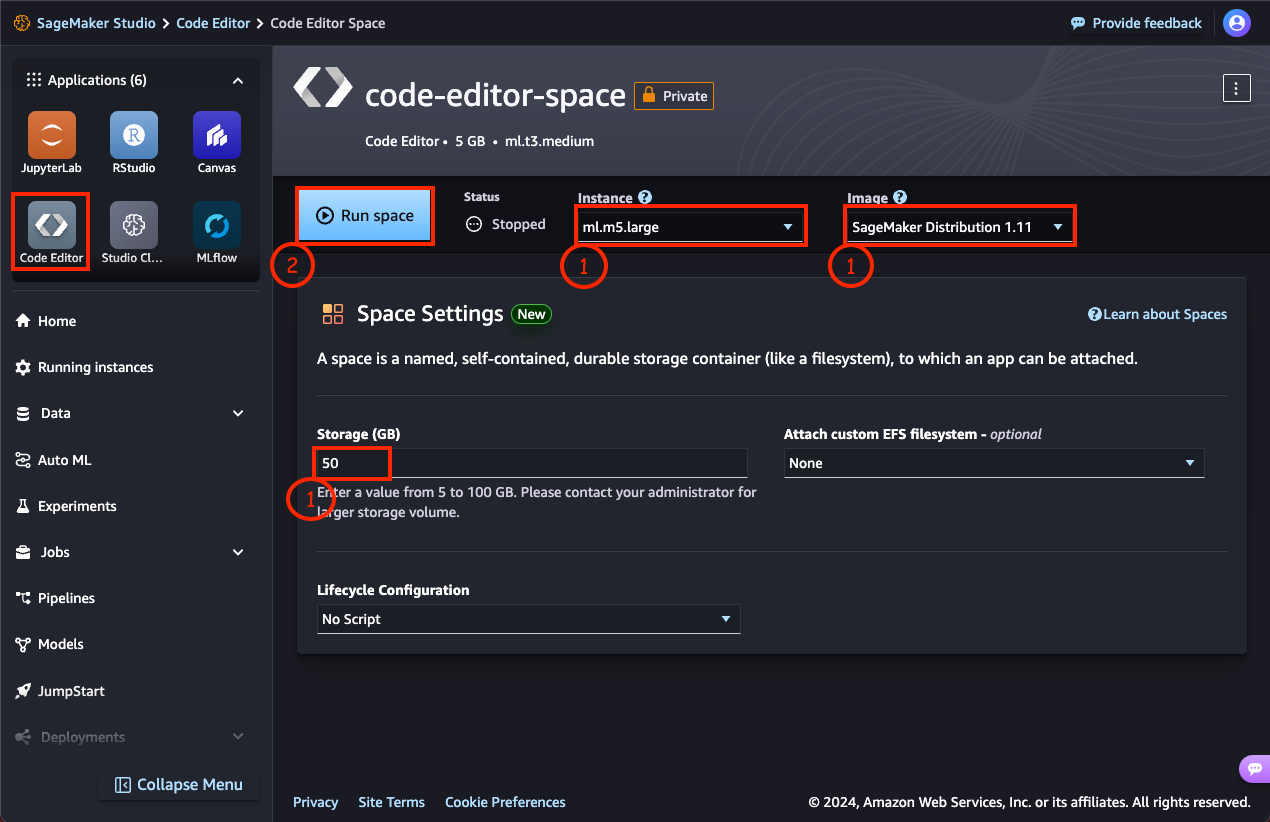 SageMaker Studio > Code Editor > Code Editor Space
Provide feedback
Applications (6)
JupyterLab
RStudio
Canvas
Code Editor
Studio Cl...
MLflow
Home
Running instances
Data
Auto ML
Experiments
Jobs
Pipelines
Models
JumpStart
Deployments
Collapse Menu
code-editor-space
Private
Code Editor • 5 GB • ml.t3.medium
Run space
2
Status
Stopped
Instance
ml.m5.large
1
Image
SageMaker Distribution 1.11
1
Space Settings
New
Learn about Spaces
A space is a named, self-contained, durable storage container (like a filesystem), to which an app can be attached.
Storage (GB)
50
1
Enter a value from 5 to 100 GB. Please contact your administrator for
larger storage volume.
Attach custom EFS filesystem - optional
None
Lifecycle Configuration
No Script
Privacy
Site Terms
Cookie Preferences
© 2024, Amazon Web Services, Inc. or its affiliates. All rights reserved.